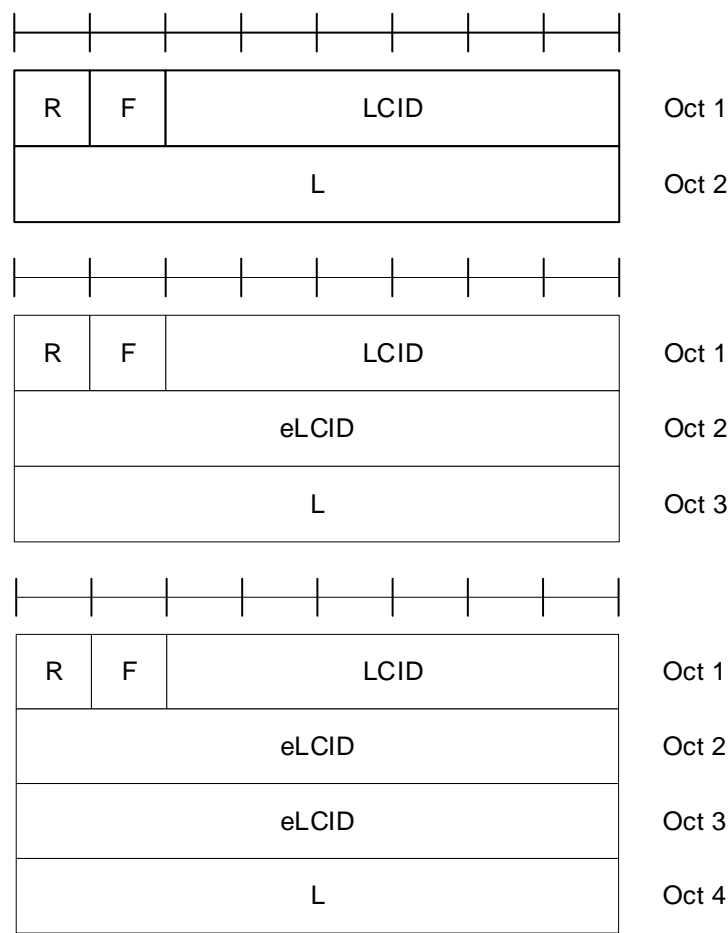 R F LCID Oct 1
L Oct 2
R F LCID Oct 1
eLCID Oct 2
L Oct 3
R F LCID Oct 1
eLCID Oct 2
eLCID Oct 3
L Oct 4